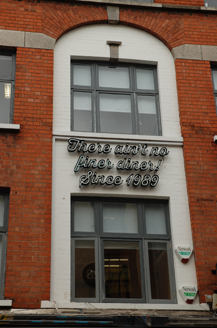 There ain't no
finer diner!
Since 1989